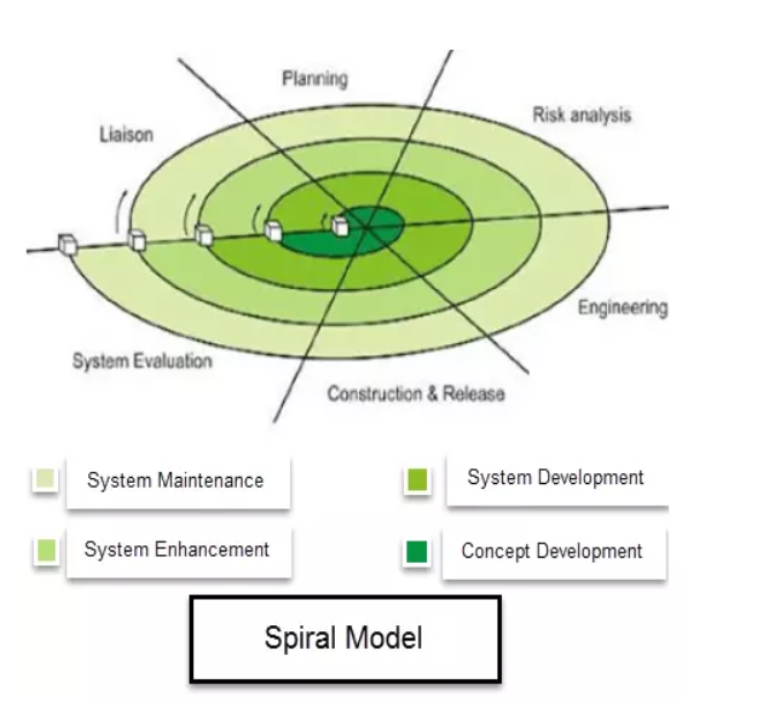 Planning
Risk analysis
Liaison
Engineering
System Evaluation
Construction & Release
System Maintenance
System Development
System Enhancement
Concept Development
Spiral Model